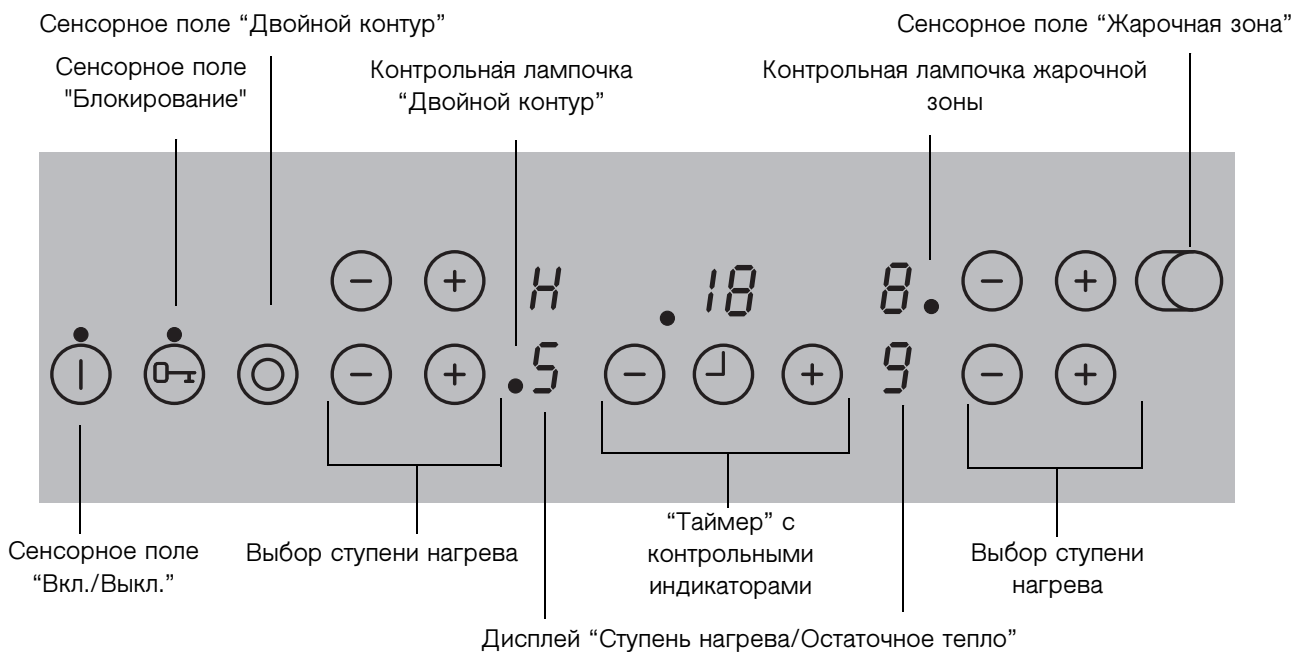 Сенсорное поле “Двойной контур”
Сенсорное поле “Жарочная зона”
Сенсорное поле
"Блокирование"
Контрольная лампочка
“Двойной контур”
Контрольная лампочка жарочной
зоны
H
.18
8.
.5
9
Сенсорное поле
“Вкл./Выкл.”
Выбор ступени нагрева
“Таймер” с
контрольными
индикаторами
Выбор ступени
нагрева
Дисплей “Ступень нагрева/Остаточное тепло”